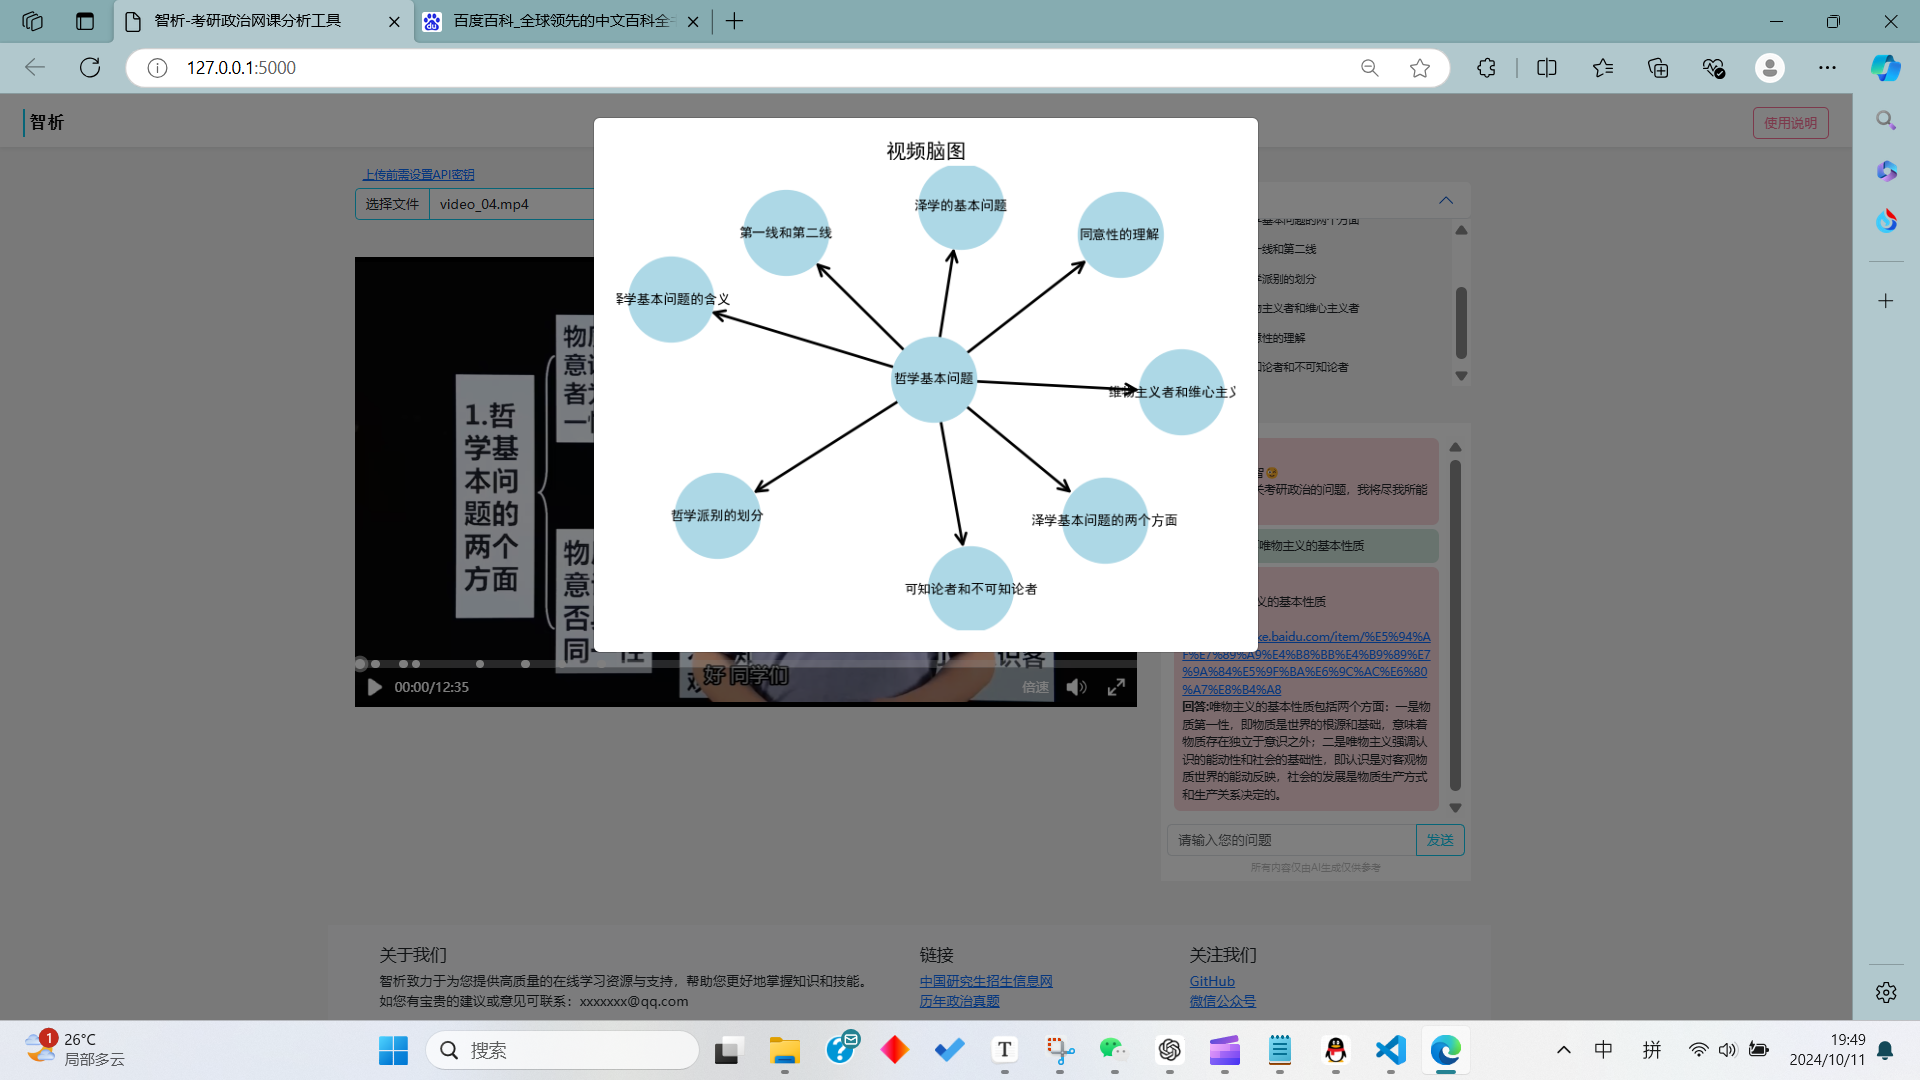 智析-考研政治网课分析工具
百度百科_全球领先的中文百科全
127.0.0.1:5000
智析
使用说明
上传前需设置API密钥
选择文件
video_04.mp4
视频脑图
泽学的基本问题
第一线和第二线
同意性的理解
泽学基本问题的含义
哲学基本问题
维物主义者和维心主义
哲学派别的划分
泽学基本问题的两个方面
可知论者和不可知论者
1.哲
学基
本问
题的
两个
方面
物质
意识
者
一性
物质
意识
否
同一性
识客
好 同学们
00:00/12:35
倍速
学基本问题的两个方面
一线和第二线
学派别的划分
物主义者和维心主义者
意性的理解
知论者和不可知论者
关考研政治的问题，我将尽我所能
唯物主义的基本性质
义的基本性质
ke.baidu.com/item/%E5%94%A
F%E7%89%A9%E4%B8%BB%E4%B9%89%E7
%9A%84%E5%9F%BA%E6%9C%AC%E6%80
%A7%E8%B4%A8
回答:唯物主义的基本性质包括两个方面：一是物
质第一性，即物质是世界的根源和基础，意味着
物质存在独立于意识之外；二是唯物主义强调认
识的能动性和社会的基础性，即认识是对客观物
质世界的能动反映，社会的发展是物质生产方式
和生产关系决定的。
请输入您的问题
发送
所有内容仅由AI生成仅供参考
关于我们
智析致力于为您提供高质量的在线学习资源与支持，帮助您更好地掌握知识和技能。
如您有宝贵的建议或意见可联系：xxxxxxx@qq.com
链接
中国研究生招生信息网
历年政治真题
关注我们
GitHub
微信公众号
1
26°C
局部多云
搜索
中
拼
19:49
2024/10/11